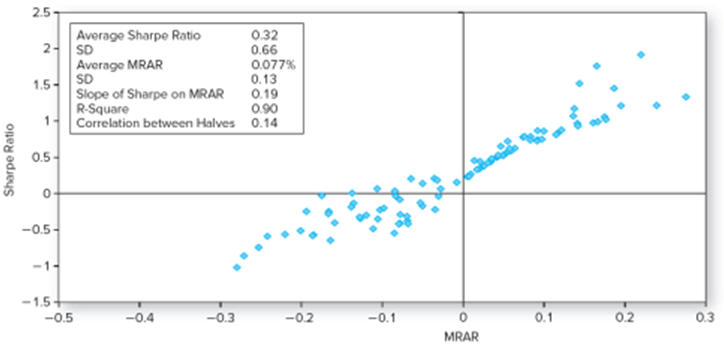 2.5
2
1.5
1
0.5
0
−0.5
−1
−1.5
Sharpe Ratio
Average Sharpe Ratio 0.32
SD 0.66
Average MRAR 0.077%
SD 0.13
Slope of Sharpe on MRAR 0.19
R-Square 0.90
Correlation between Halves 0.14
−0.5 −0.4 −0.3 −0.2 −0.1 0 0.1 0.2 0.3
MRAR